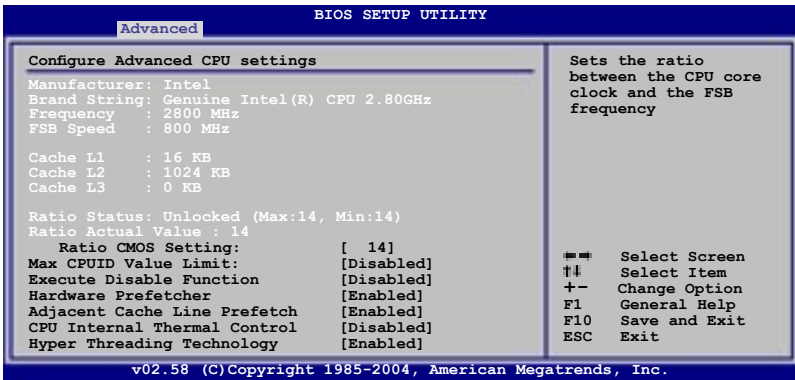 BIOS SETUP UTILITY
Advanced
Configure Advanced CPU settings
Manufacturer: Intel
Brand String: Genuine Intel(R) CPU 2.80GHz
Frequency : 2800 MHz
FSB Speed : 800 MHz
Cache L1 : 16 KB
Cache L2 : 1024 KB
Cache L3 : 0 KB
Ratio Status: Unlocked (Max:14, Min:14)
Ratio Actual Value : 14
Ratio CMOS Setting: [ 14]
Max CPUID Value Limit: [Disabled]
Execute Disable Function [Disabled]
Hardware Prefetcher [Enabled]
Adjacent Cache Line Prefetch [Enabled]
CPU Internal Thermal Control [Disabled]
Hyper Threading Technology [Enabled]
Sets the ratio
between the CPU core
clock and the FSB
frequency
←→ Select Screen
↑↓ Select Item
+- Change Option
F1 General Help
F10 Save and Exit
ESC Exit
v02.58 (C)Copyright 1985-2004, American Megatrends, Inc.